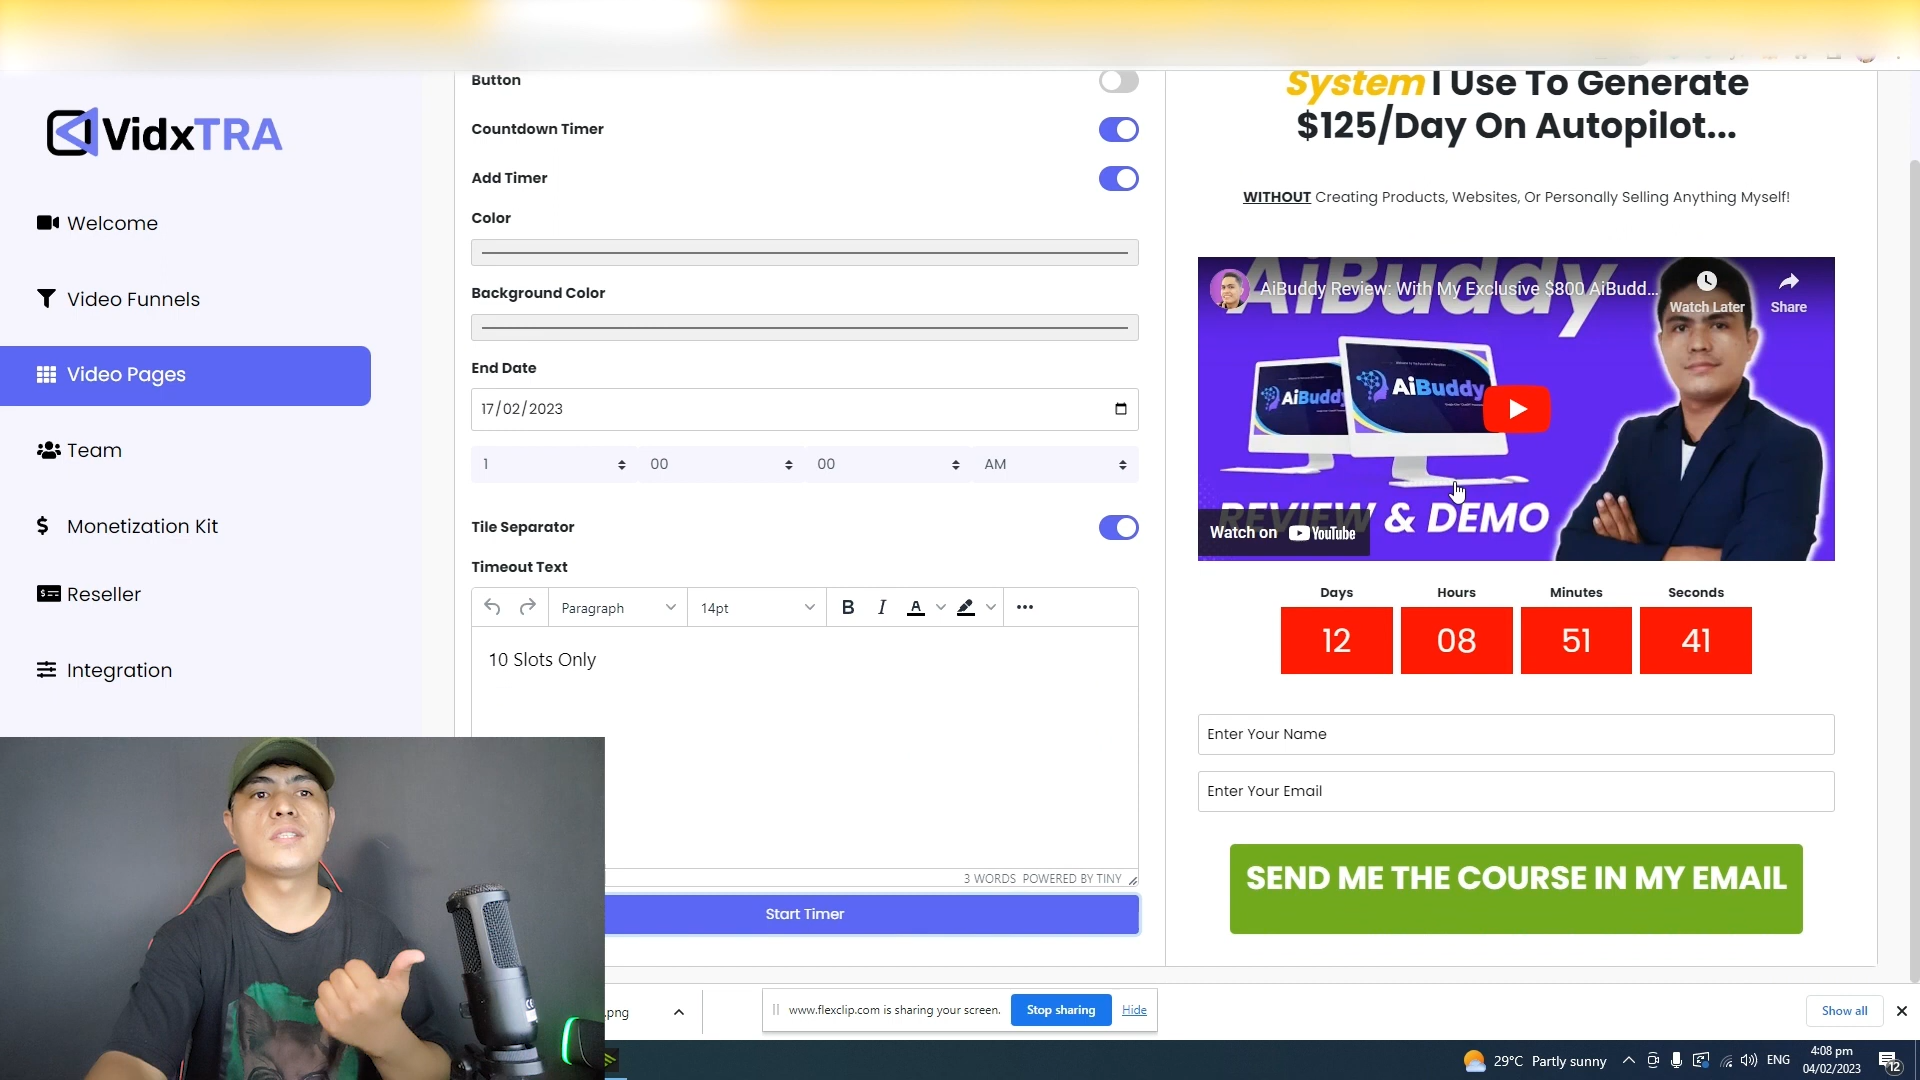 VidxTRA
Welcome
Video Funnels
Video Pages
Team
Monetization Kit
Reseller
Integration
Button
Countdown Timer
Add Timer
Color
Background Color
End Date
17/02/2023
1 00 00 AM
Tile Separator
Timeout Text
Paragraph 14pt B I A
10 Slots Only
3 WORDS POWERED BY TINY
Start Timer
System I Use To Generate
$125/Day On Autopilot...
WITHOUT Creating Products, Websites, Or Personally Selling Anything Myself!
AiBuddy
AiBuddy Review: With My Exclusive $800 AiBudd...
Watch Later
Share
AiBuddy
AiBuddy
REVIEW & DEMO
Watch on YouTube
Days Hours Minutes Seconds
12 08 51 41
Enter Your Name
Enter Your Email
SEND ME THE COURSE IN MY EMAIL
.png
www.flexclip.com is sharing your screen.
Stop sharing
Hide
Show all
29°C Partly sunny
ENG
4:08 pm
04/02/2023
12